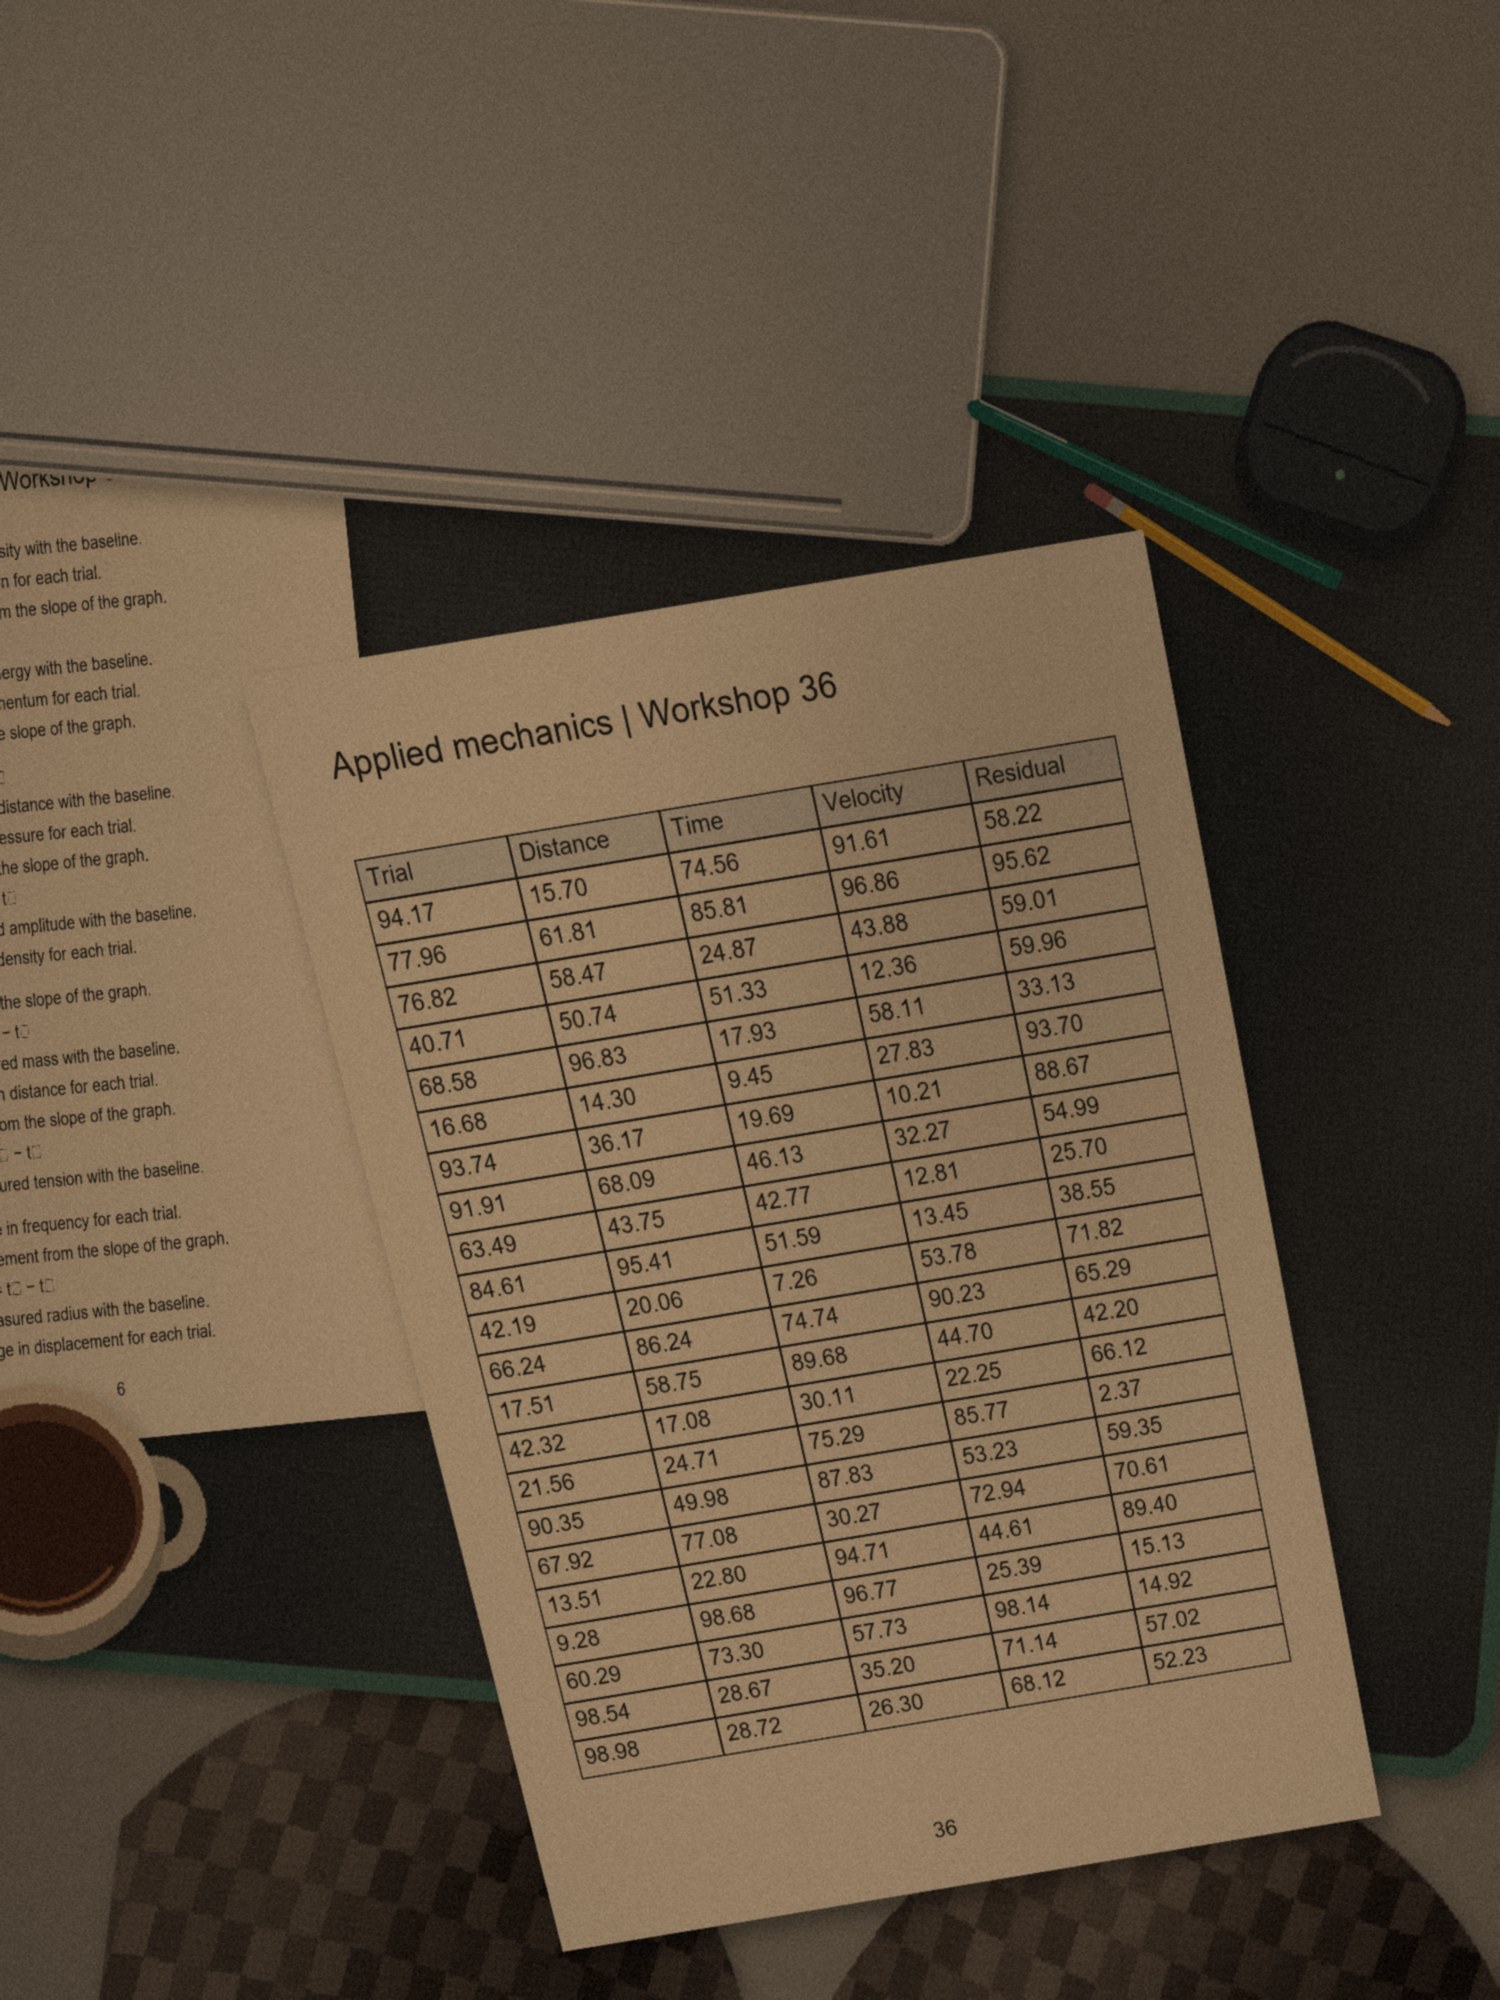 Workshop
with the baseline.
for each trial.
the slope of the graph.
with the baseline.
for each trial.
slope of the graph.
distance with the baseline.
for each trial.
the slope of the graph.
amplitude with the baseline.
density for each trial.
the slope of the graph.
− t□
mass with the baseline.
distance for each trial.
from the slope of the graph.
− t□
tension with the baseline.
in frequency for each trial.
from the slope of the graph.
t□ − t□
radius with the baseline.
in displacement for each trial.
6
Applied mechanics | Workshop 36
Trial Distance Time Velocity Residual
94.17 15.70 74.56 91.61 58.22
77.96 61.81 85.81 96.86 95.62
76.82 58.47 24.87 43.88 59.01
40.71 50.74 51.33 12.36 59.96
68.58 96.83 17.93 58.11 33.13
16.68 14.30 9.45 27.83 93.70
93.74 36.17 19.69 10.21 88.67
91.91 68.09 46.13 32.27 54.99
63.49 43.75 42.77 12.81 25.70
84.61 95.41 51.59 13.45 38.55
42.19 20.06 7.26 53.78 71.82
66.24 86.24 74.74 90.23 65.29
17.51 58.75 89.68 44.70 42.20
42.32 17.08 30.11 22.25 66.12
21.56 24.71 75.29 85.77 2.37
90.35 49.98 87.83 53.23 59.35
67.92 77.08 30.27 72.94 70.61
13.51 22.80 94.71 44.61 89.40
9.28 98.68 96.77 25.39 15.13
60.29 73.30 57.73 98.14 14.92
98.54 28.67 35.20 71.14 57.02
98.98 28.72 26.30 68.12 52.23
36